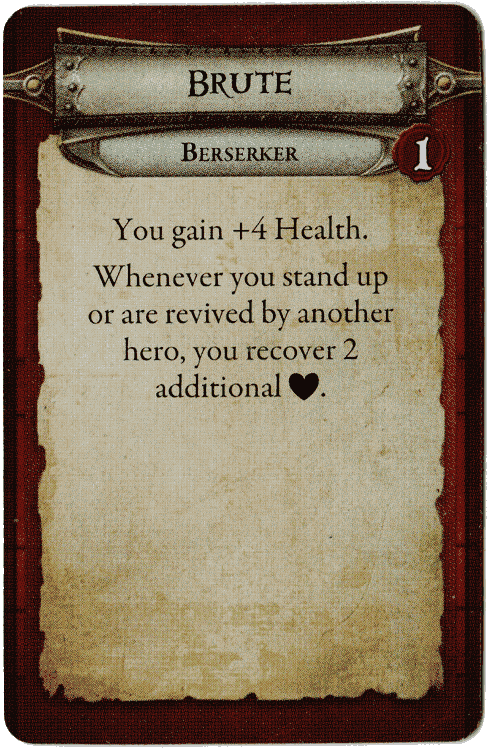 BRUTE
BERSERKER
1
You gain +4 Health.
Whenever you stand up
or are revived by another
hero, you recover 2
additional ♥.